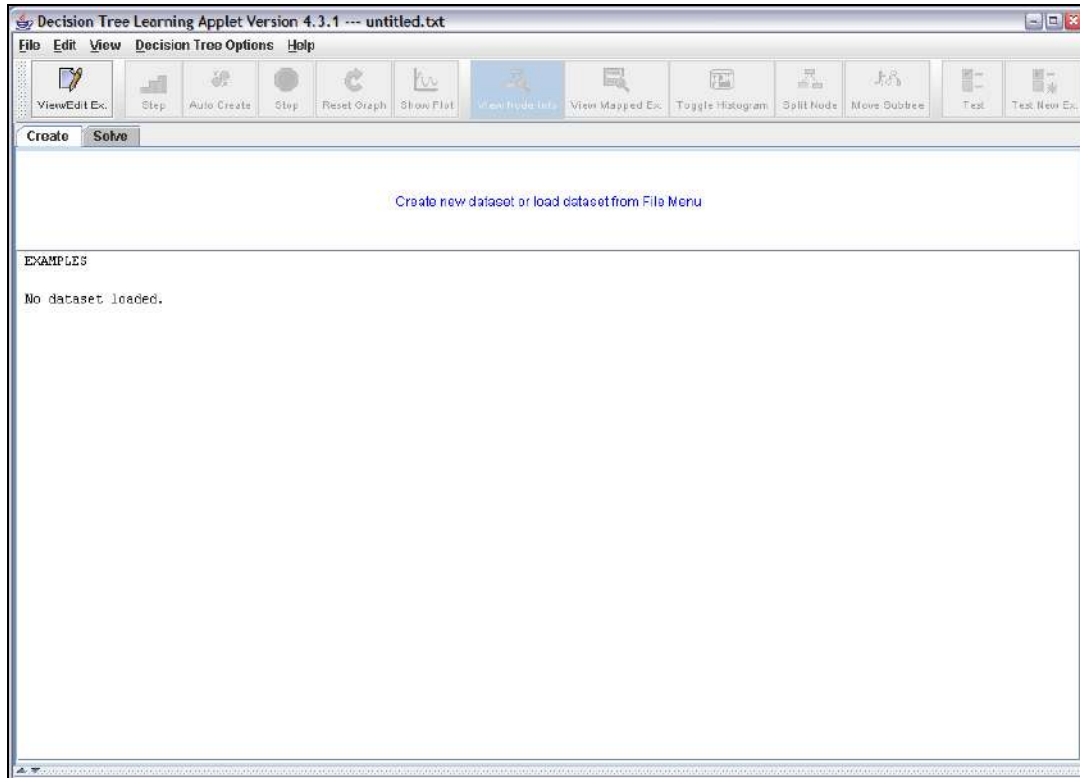 Decision Tree Learning Applet Version 4.3.1 --- untitled.txt
File Edit View Decision Tree Options Help
View/Edit Ex. Step Auto Create Stop Reset Graph Show Plot View Node Info View Mapped Ex. Toggle Histogram Split Node Move Subtree Test Test New Ex.
Create Solve
Create new dataset or load dataset from File Menu
EXAMPLES
No dataset loaded.